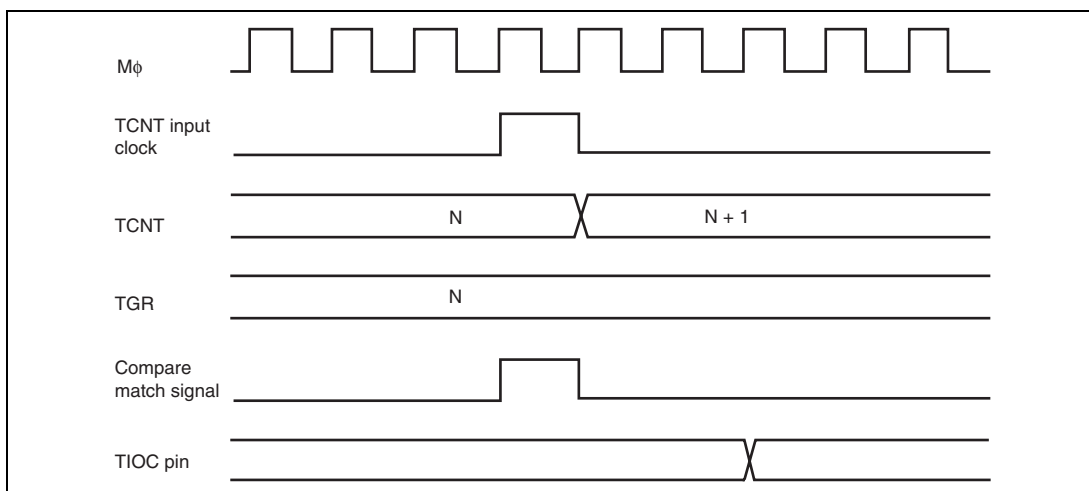 Mφ
TCNT input
clock
TCNT
N
N + 1
TGR
N
Compare
match signal
TIOC pin